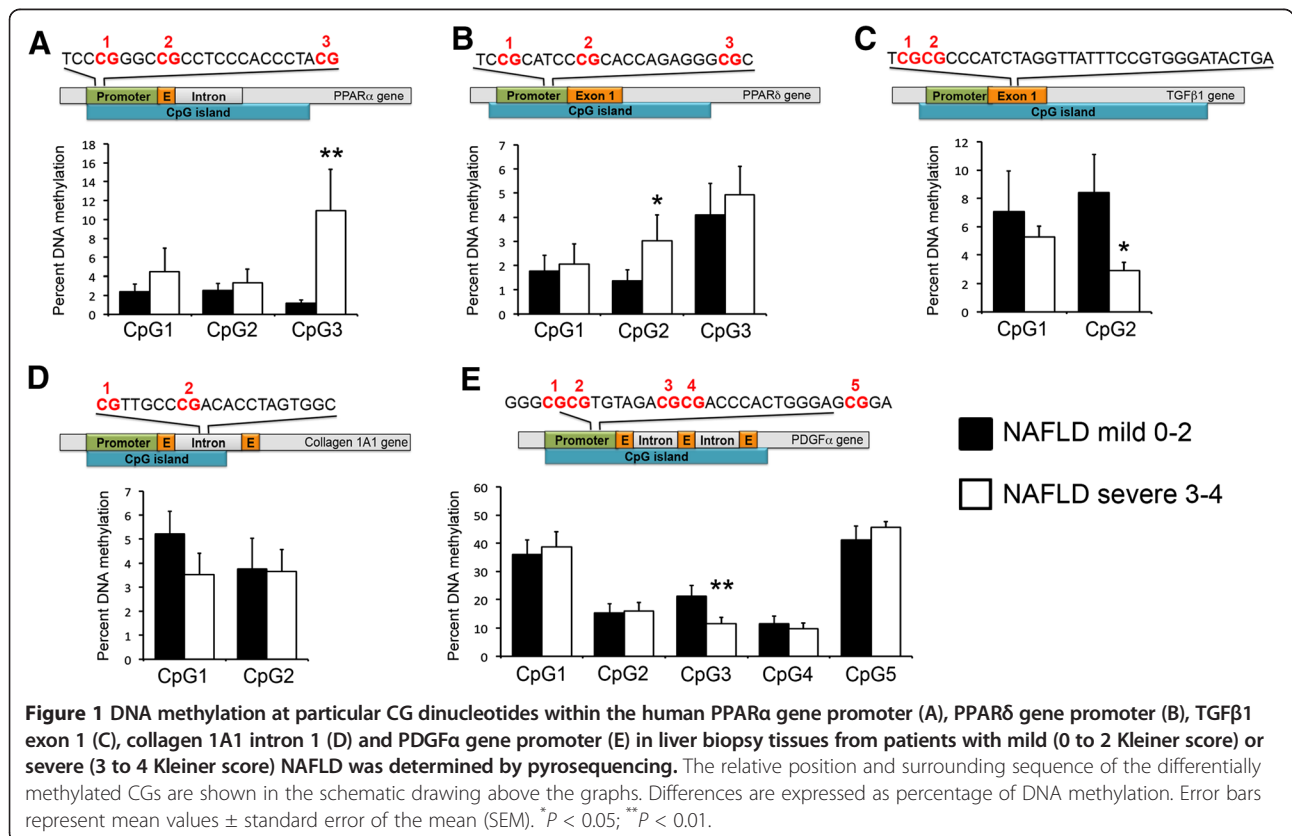 A
1 2 3
TCCCGGGCCCGCCTCCCACCCTACG
Promoter E Intron PPARα gene
CpG island
Percent DNA methylation
18
16
14
12
10
8
6
4
2
0
**
CpG1 CpG2 CpG3
B
1 2 3
TCCGCATCCCGCACCAGAGGGCGC
Promoter Exon 1 PPARδ gene
CpG island
Percent DNA methylation
7
6
5
4
3
2
1
0
*
CpG1 CpG2 CpG3
C
1 2
TCGCGCCCATCTAGGTTATTTCCGTGGGATACTGA
Promoter Exon 1 TGFβ1 gene
CpG island
Percent DNA methylation
12
10
8
6
4
2
0
*
CpG1 CpG2
D
1 2
CGTTGCCCGACACCTAGTGGC
Promoter E Intron E Collagen 1A1 gene
CpG island
Percent DNA methylation
7
6
5
4
3
2
1
0
CpG1 CpG2
E
1 2 3 4 5
GGGCGCGTGTAGACGCGACCCACTGGGAGCGGA
Promoter E Intron E Intron E PDGFα gene
CpG island
Percent DNA methylation
60
50
40
30
20
10
0
**
CpG1 CpG2 CpG3 CpG4 CpG5
NAFLD mild 0-2
NAFLD severe 3-4
Figure 1 DNA methylation at particular CG dinucleotides within the human PPARα gene promoter (A), PPARδ gene promoter (B), TGFβ1
exon 1 (C), collagen 1A1 intron 1 (D) and PDGFα gene promoter (E) in liver biopsy tissues from patients with mild (0 to 2 Kleiner score) or
severe (3 to 4 Kleiner score) NAFLD was determined by pyrosequencing. The relative position and surrounding sequence of the differentially
methylated CGs are shown in the schematic drawing above the graphs. Differences are expressed as percentage of DNA methylation. Error bars
represent mean values ± standard error of the mean (SEM). *P < 0.05; **P < 0.01.